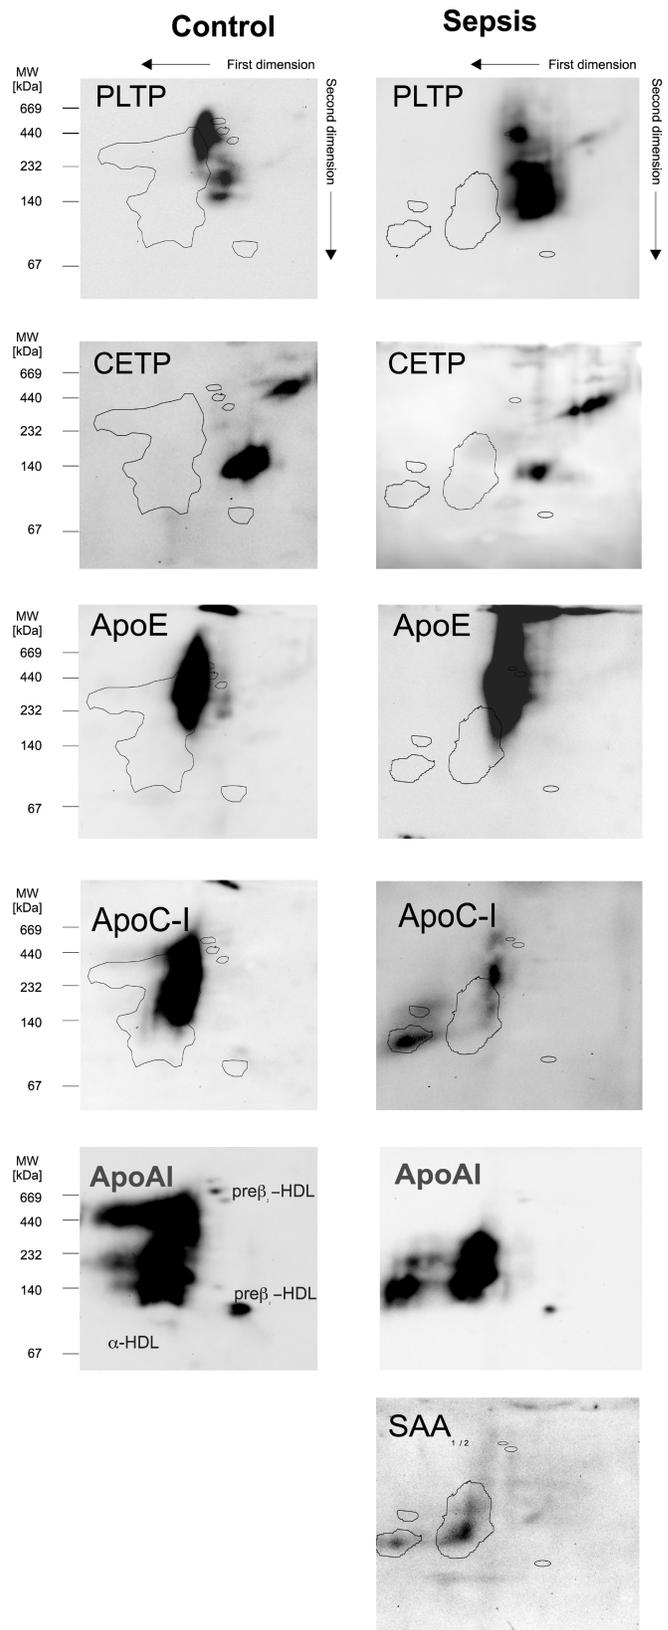 Control
Sepsis
MW
[kDa]
First dimension
First dimension
PLTP
PLTP
669
440
232
140
67
Second dimension
Second dimension
MW
[kDa]
CETP
CETP
669
440
232
140
67
MW
[kDa]
ApoE
ApoE
669
440
232
140
67
MW
[kDa]
ApoC-I
ApoC-I
669
440
232
140
67
MW
[kDa]
ApoAI
ApoAI
669
440
232
140
67
preβ–HDL
preβ–HDL
α-HDL
SAA 1 / 2